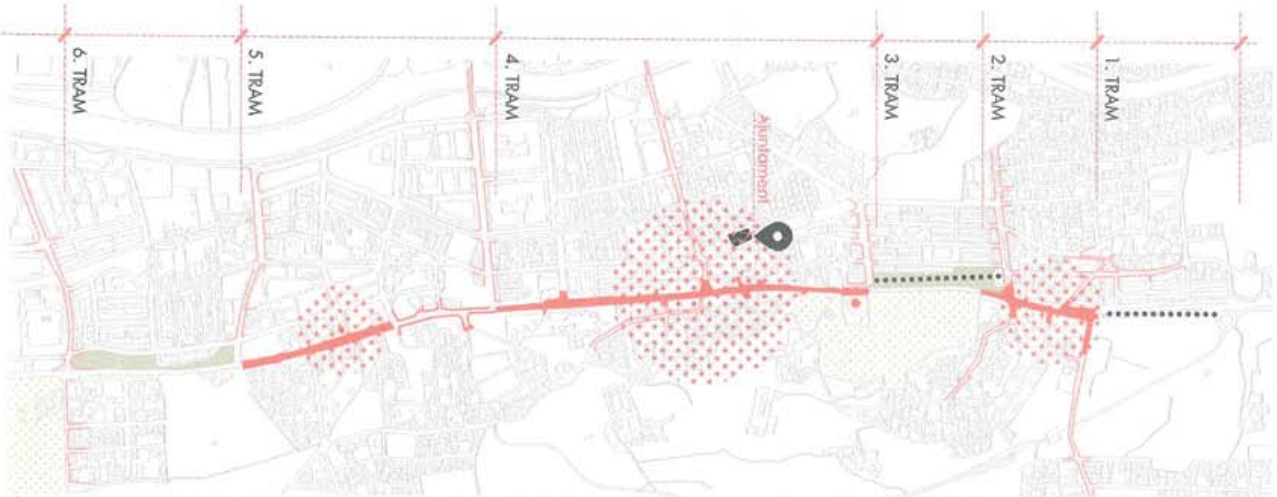 6. TRAM
5. TRAM
4. TRAM
Ajuntament
3. TRAM
2. TRAM
1. TRAM